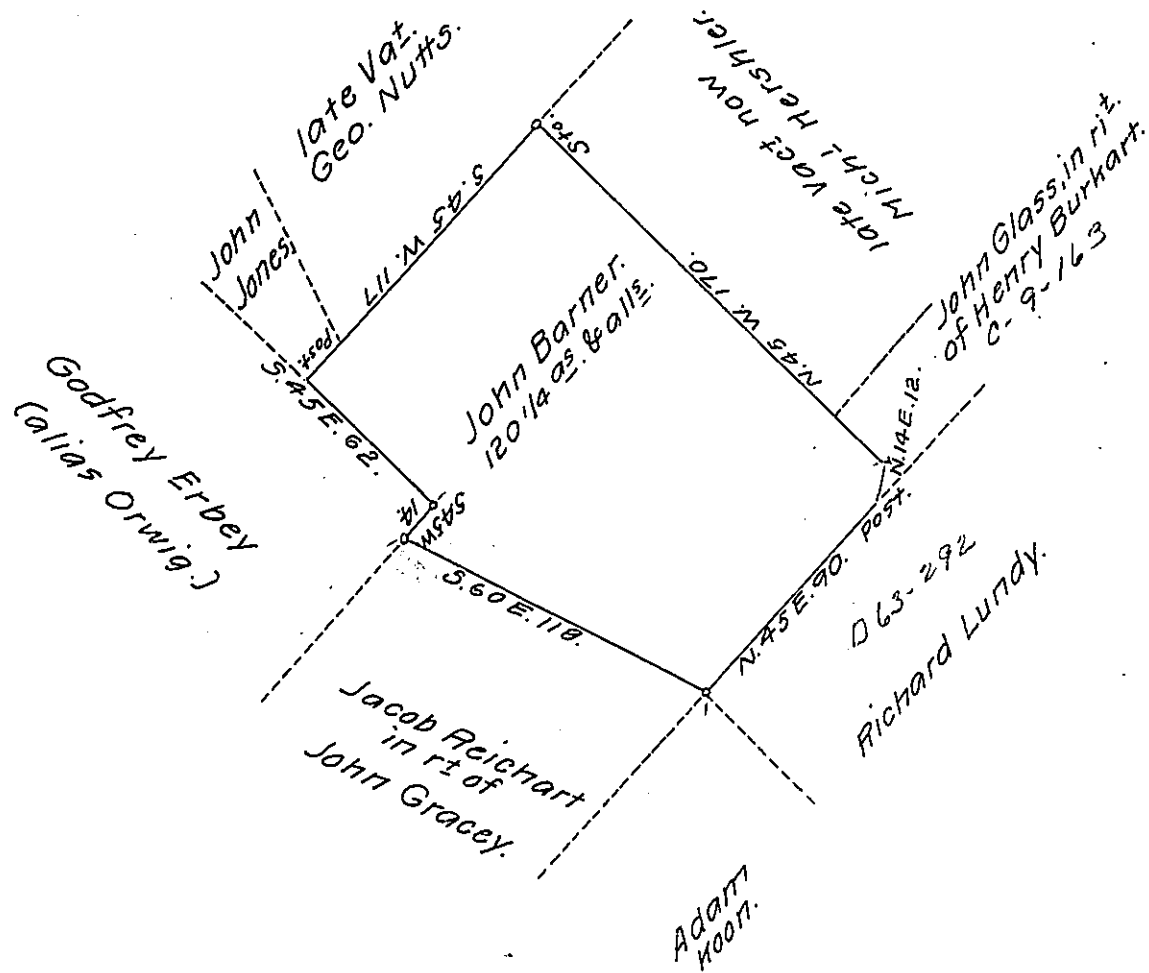 late Vat.
Geo. Nutts.
late vact now
Michl Hershler.
John
Jones
John Glass, in rit.
of Henry Burkart.
C-9-163
Sto.
S. 45 W. 117
Post.
N. 45 W. 170.
John Barner.
120 1/4 as. & alls.
S. 45 E. 62.
N. 14 E. 12.
Godfrey Erbey
(alias Orwig.)
S45W
14.
S. 60 E. 118.
N. 45 E. 90.
post.
D 63-292
Richard Lundy.
Jacob Reichart
in rt of
John Gracey.
Adam
Koon.